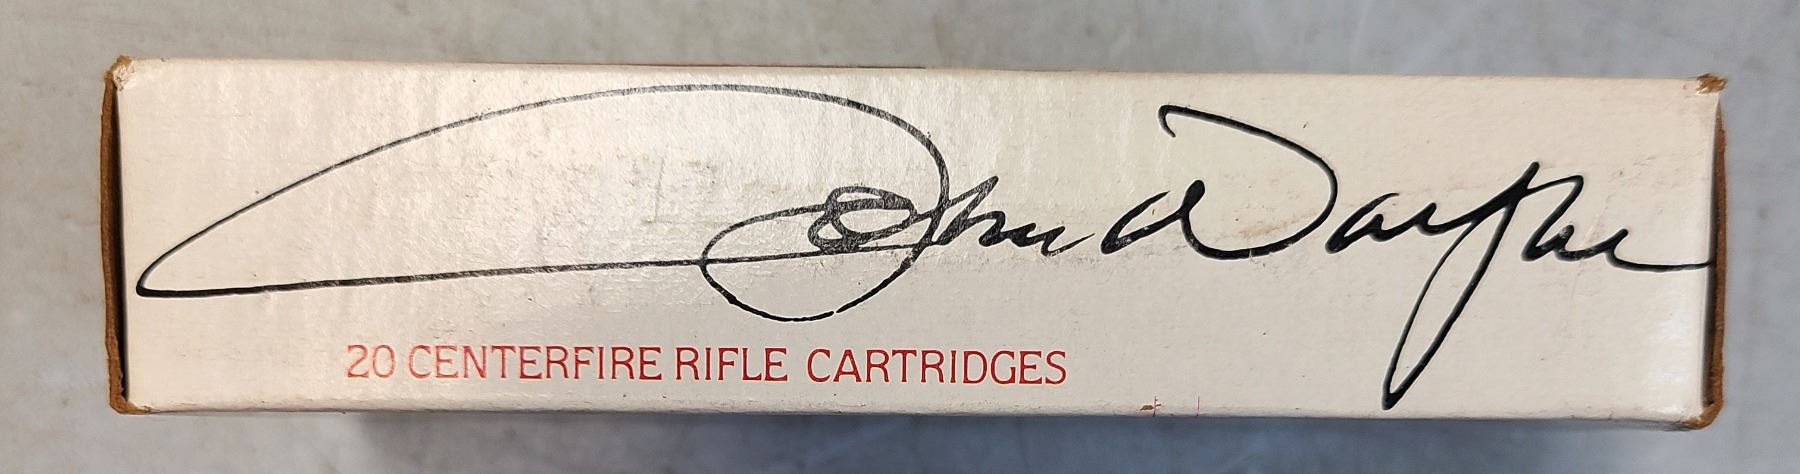 John Wayne
20 CENTERFIRE RIFLE CARTRIDGES